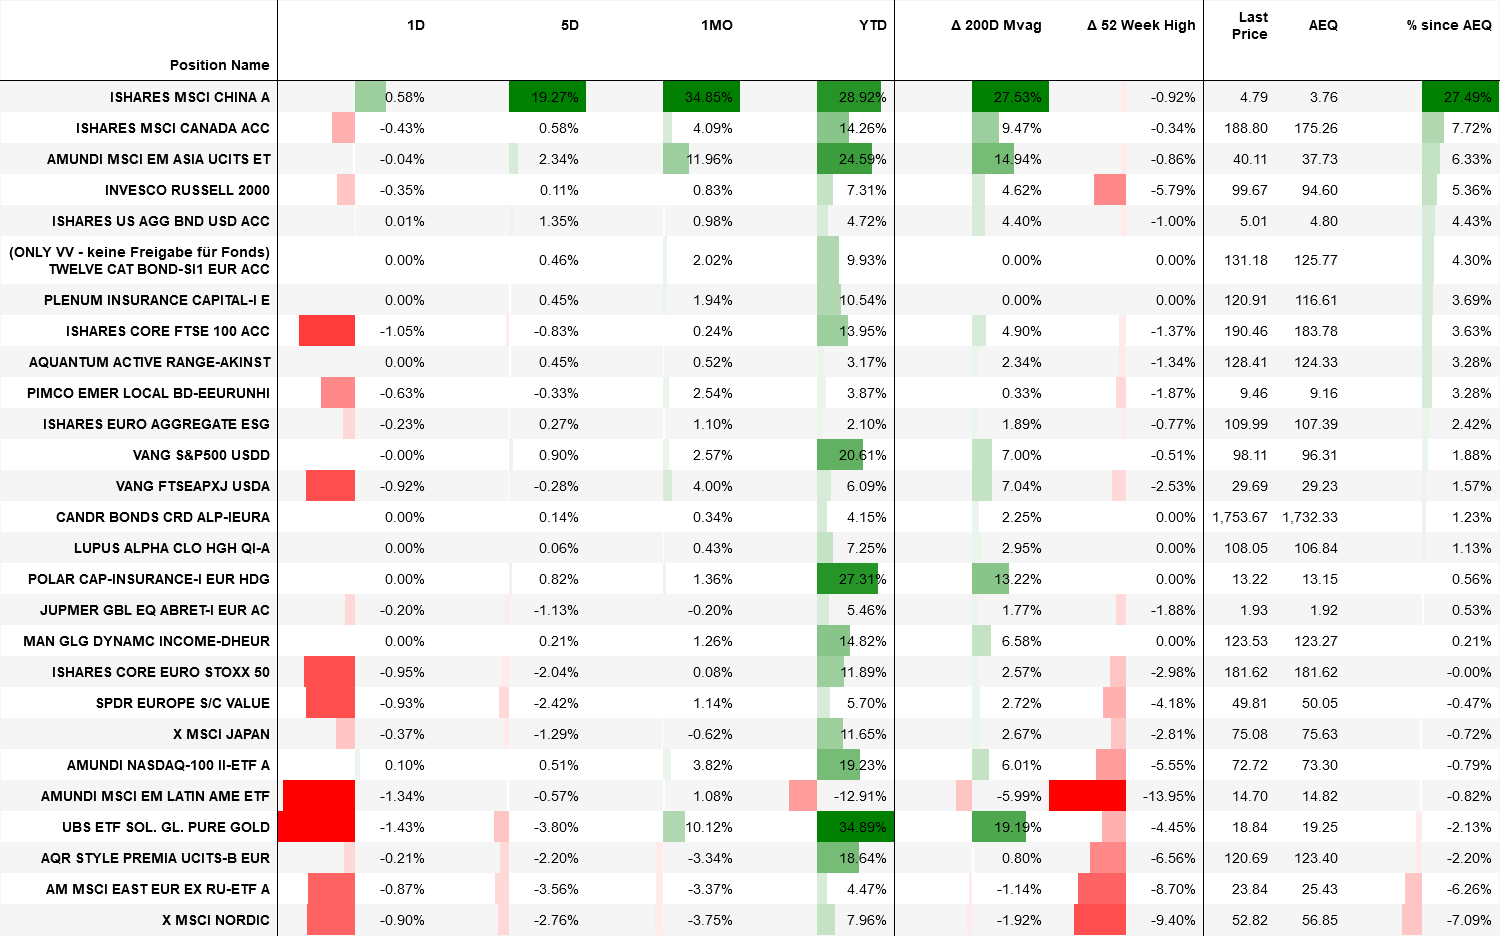 Position Name 1D 5D 1MO YTD Δ 200D Mvag Δ 52 Week High Last Price AEQ % since AEQ
ISHARES MSCI CHINA A 0.58% 19.27% 34.85% 28.92% 27.53% -0.92% 4.79 3.76 27.49%
ISHARES MSCI CANADA ACC -0.43% 0.58% 4.09% 14.26% 9.47% -0.34% 188.80 175.26 7.72%
AMUNDI MSCI EM ASIA UCITS ET -0.04% 2.34% 11.96% 24.59% 14.94% -0.86% 40.11 37.73 6.33%
INVESCO RUSSELL 2000 -0.35% 0.11% 0.83% 7.31% 4.62% -5.79% 99.67 94.60 5.36%
ISHARES US AGG BND USD ACC 0.01% 1.35% 0.98% 4.72% 4.40% -1.00% 5.01 4.80 4.43%
(ONLY VV - keine Freigabe für Fonds)
TWELVE CAT BOND-SI1 EUR ACC 0.00% 0.46% 2.02% 9.93% 0.00% 0.00% 131.18 125.77 4.30%
PLENUM INSURANCE CAPITAL-I E 0.00% 0.45% 1.94% 10.54% 0.00% 0.00% 120.91 116.61 3.69%
ISHARES CORE FTSE 100 ACC -1.05% -0.83% 0.24% 13.95% 4.90% -1.37% 190.46 183.78 3.63%
AQUANTUM ACTIVE RANGE-AKINST 0.00% 0.45% 0.52% 3.17% 2.34% -1.34% 128.41 124.33 3.28%
PIMCO EMER LOCAL BD-EEURUNHI -0.63% -0.33% 2.54% 3.87% 0.33% -1.87% 9.46 9.16 3.28%
ISHARES EURO AGGREGATE ESG -0.23% 0.27% 1.10% 2.10% 1.89% -0.77% 109.99 107.39 2.42%
VANG S&P500 USDD -0.00% 0.90% 2.57% 20.61% 7.00% -0.51% 98.11 96.31 1.88%
VANG FTSEAPXJ USDA -0.92% -0.28% 4.00% 6.09% 7.04% -2.53% 29.69 29.23 1.57%
CANDR BONDS CRD ALP-IEURA 0.00% 0.14% 0.34% 4.15% 2.25% 0.00% 1,753.67 1,732.33 1.23%
LUPUS ALPHA CLO HGH QI-A 0.00% 0.06% 0.43% 7.25% 2.95% 0.00% 108.05 106.84 1.13%
POLAR CAP-INSURANCE-I EUR HDG 0.00% 0.82% 1.36% 27.31% 13.22% 0.00% 13.22 13.15 0.56%
JUPMER GBL EQ ABRET-I EUR AC -0.20% -1.13% -0.20% 5.46% 1.77% -1.88% 1.93 1.92 0.53%
MAN GLG DYNAMC INCOME-DHEUR 0.00% 0.21% 1.26% 14.82% 6.58% 0.00% 123.53 123.27 0.21%
ISHARES CORE EURO STOXX 50 -0.95% -2.04% 0.08% 11.89% 2.57% -2.98% 181.62 181.62 -0.00%
SPDR EUROPE S/C VALUE -0.93% -2.42% 1.14% 5.70% 2.72% -4.18% 49.81 50.05 -0.47%
X MSCI JAPAN -0.37% -1.29% -0.62% 11.65% 2.67% -2.81% 75.08 75.63 -0.72%
AMUNDI NASDAQ-100 II-ETF A 0.10% 0.51% 3.82% 19.23% 6.01% -5.55% 72.72 73.30 -0.79%
AMUNDI MSCI EM LATIN AME ETF -1.34% -0.57% 1.08% -12.91% -5.99% -13.95% 14.70 14.82 -0.82%
UBS ETF SOL. GL. PURE GOLD -1.43% -3.80% 10.12% 34.89% 19.19% -4.45% 18.84 19.25 -2.13%
AQR STYLE PREMIA UCITS-B EUR -0.21% -2.20% -3.34% 18.64% 0.80% -6.56% 120.69 123.40 -2.20%
AM MSCI EAST EUR EX RU-ETF A -0.87% -3.56% -3.37% 4.47% -1.14% -8.70% 23.84 25.43 -6.26%
X MSCI NORDIC -0.90% -2.76% -3.75% 7.96% -1.92% -9.40% 52.82 56.85 -7.09%